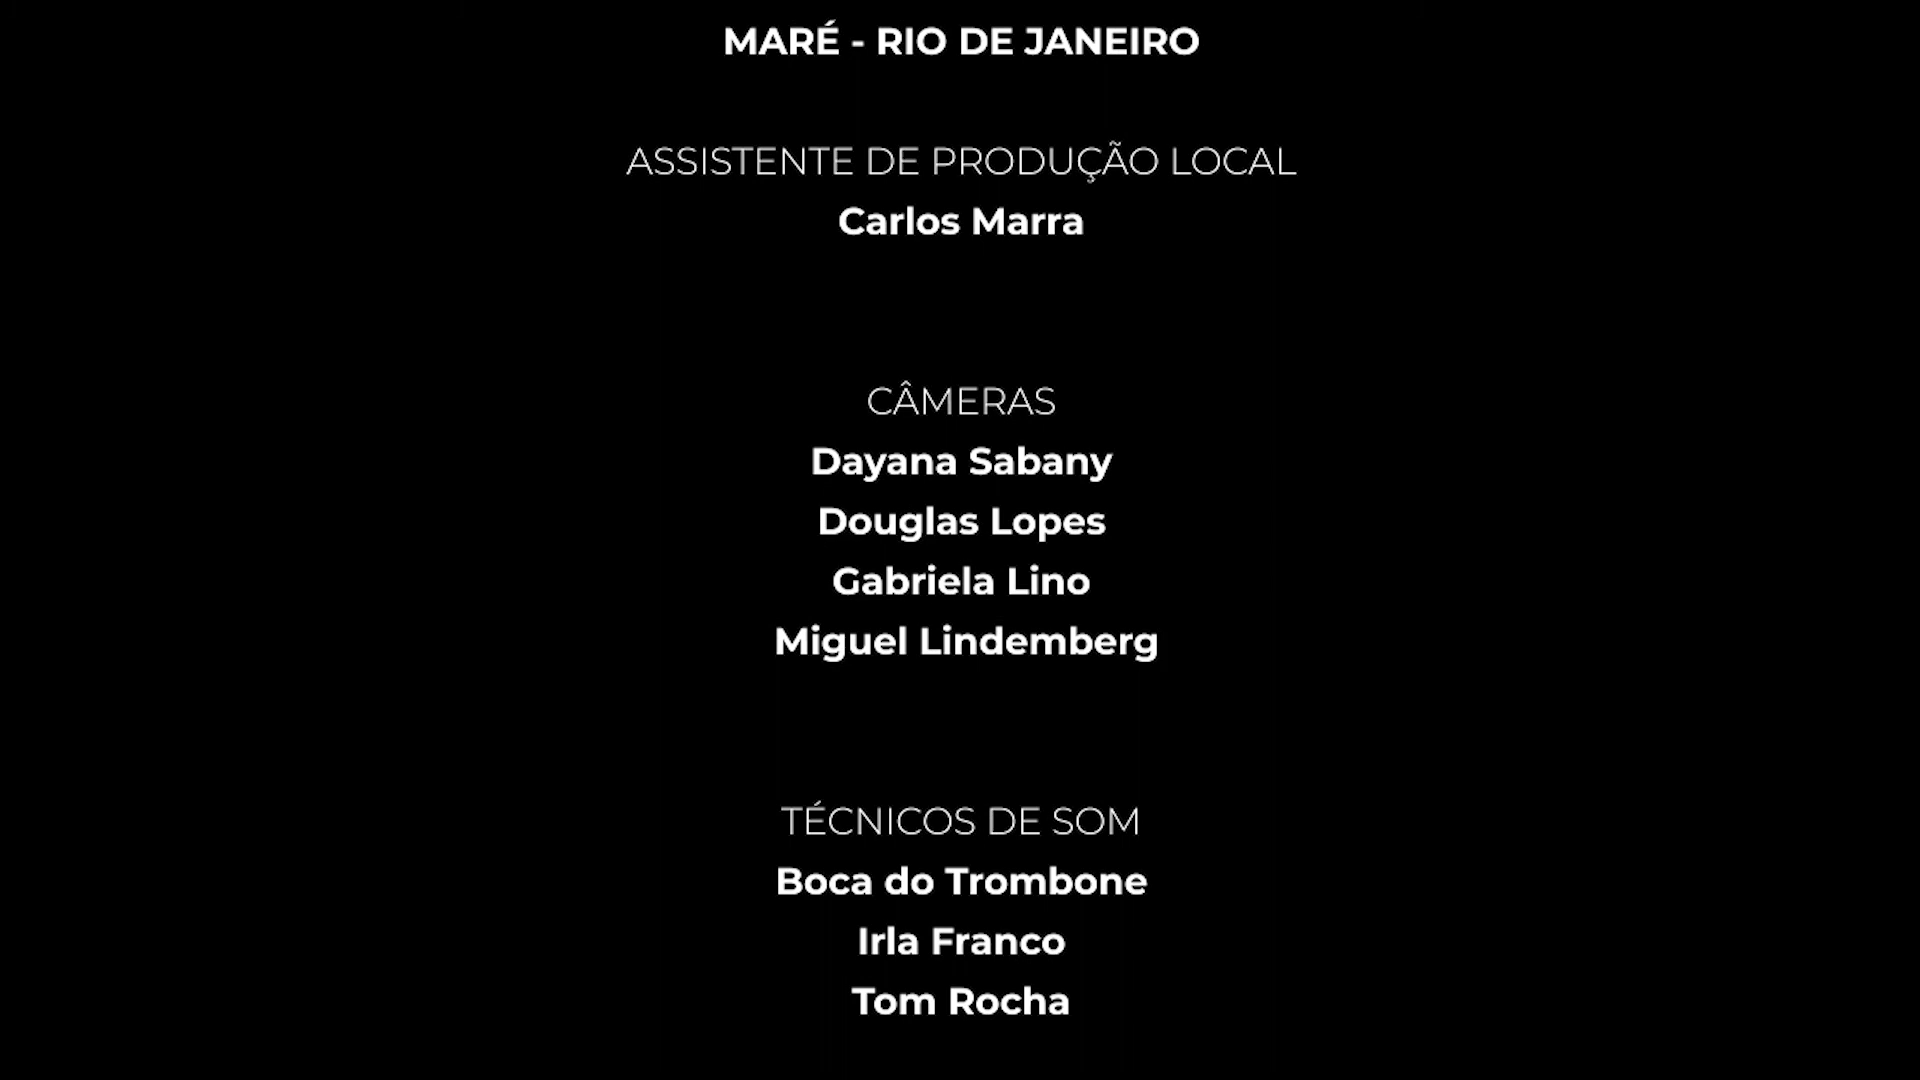 MARÉ - RIO DE JANEIRO
ASSISTENTE DE PRODUÇÃO LOCAL
Carlos Marra
CÂMERAS
Dayana Sabany
Douglas Lopes
Gabriela Lino
Miguel Lindemberg
TÉCNICOS DE SOM
Boca do Trombone
Irla Franco
Tom Rocha